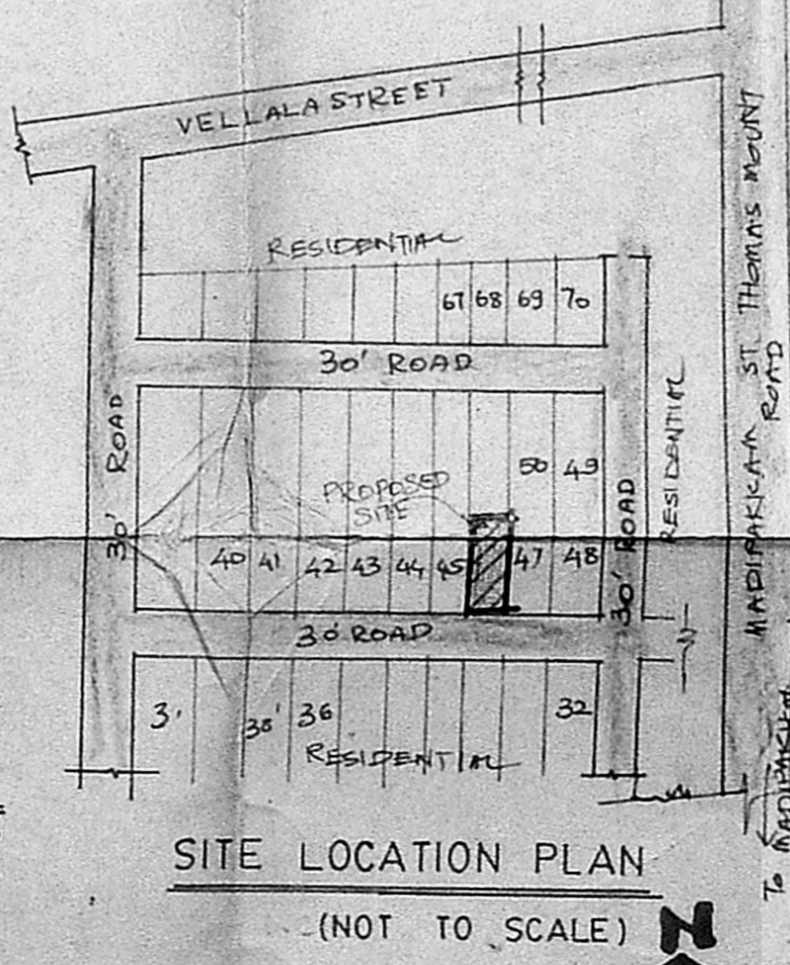 VELLALA STREET
MADIPAKKAM ST. THOMAS MOUNT
ROAD
RESIDENTIAL
67 68 69 70
30' ROAD
30' ROAD
RESIDENTIAL
50 49
PROPOSED
SITE
30' ROAD
40 41 42 43 44 45 47 48
30' ROAD
36 32
RESIDENTIAL
To MADIPAKKAM
SITE LOCATION PLAN
(NOT TO SCALE)
N